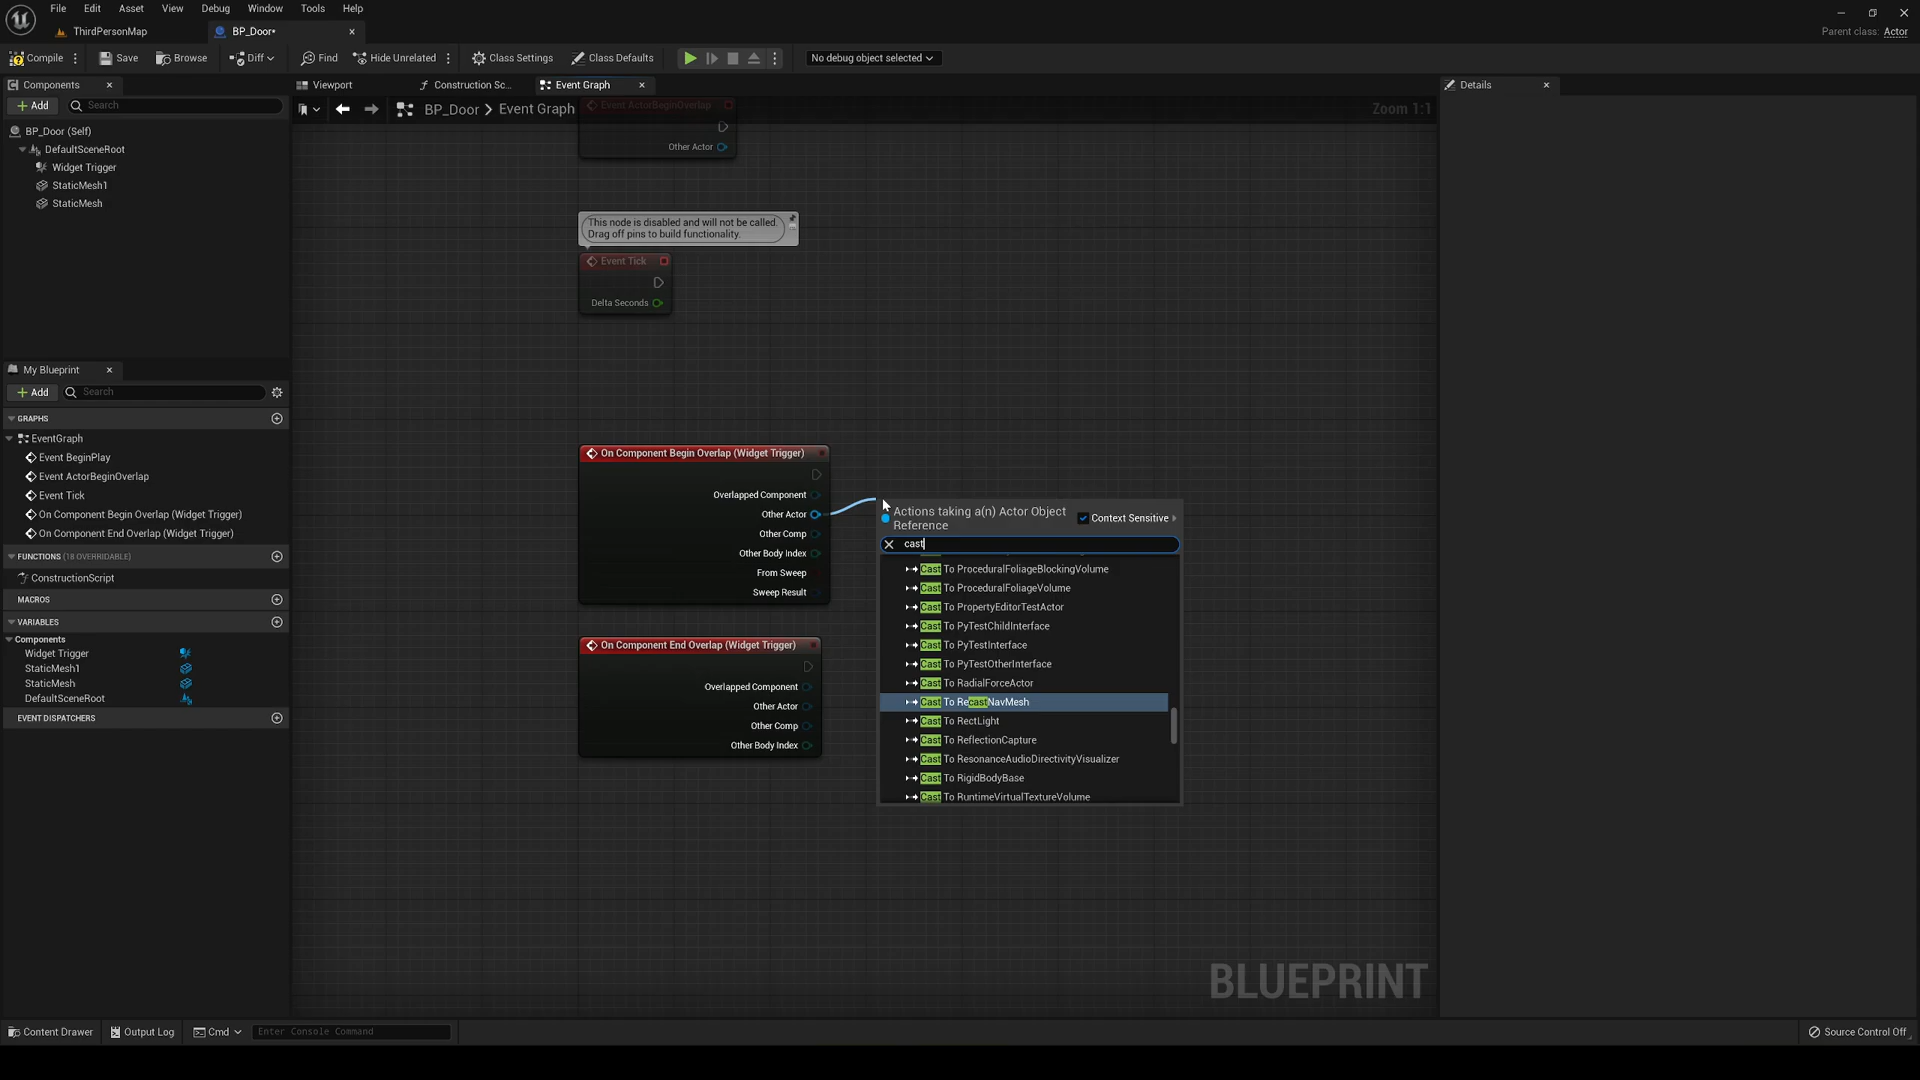 File Edit Asset View Debug Window Tools Help
ThirdPersonMap BP_Door*
Parent class: Actor
Compile Save Browse Diff Find Hide Unrelated Class Settings Class Defaults No debug object selected
Components Viewport Construction Sc... Event Graph Details
Add Search
BP_Door > Event Graph Zoom 1:1
Event ActorBeginOverlap
Other Actor
BP_Door (Self)
DefaultSceneRoot
Widget Trigger
StaticMesh1
StaticMesh
This node is disabled and will not be called.
Drag off pins to build functionality.
Event Tick
Delta Seconds
My Blueprint
Add Search
GRAPHS
EventGraph
Event BeginPlay
Event ActorBeginOverlap
Event Tick
On Component Begin Overlap (Widget Trigger)
On Component End Overlap (Widget Trigger)
FUNCTIONS (18 OVERRIDABLE)
ConstructionScript
MACROS
VARIABLES
Components
Widget Trigger
StaticMesh1
StaticMesh
DefaultSceneRoot
EVENT DISPATCHERS
On Component Begin Overlap (Widget Trigger)
Overlapped Component
Other Actor
Other Comp
Other Body Index
From Sweep
Sweep Result
On Component End Overlap (Widget Trigger)
Overlapped Component
Other Actor
Other Comp
Other Body Index
Actions taking a(n) Actor Object
Reference
Context Sensitive
cast
Cast To ProceduralFoliageBlockingVolume
Cast To ProceduralFoliageVolume
Cast To PropertyEditorTestActor
Cast To PyTestChildInterface
Cast To PyTestInterface
Cast To PyTestOtherInterface
Cast To RadialForceActor
Cast To RecastNavMesh
Cast To RectLight
Cast To ReflectionCapture
Cast To ResonanceAudioDirectivityVisualizer
Cast To RigidBodyBase
Cast To RuntimeVirtualTextureVolume
BLUEPRINT
Content Drawer Output Log Cmd Enter Console Command Source Control Off